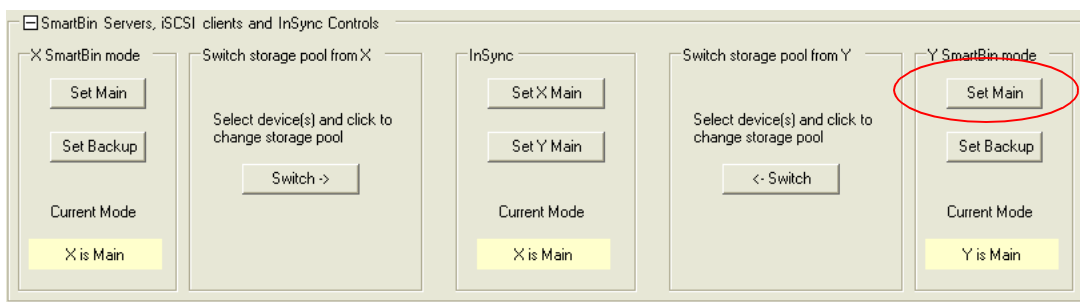 SmartBin Servers, iSCSI clients and InSync Controls
X SmartBin mode
Set Main
Set Backup
Current Mode
X is Main
Switch storage pool from X
Select device(s) and click to
change storage pool
Switch ->
InSync
Set X Main
Set Y Main
Current Mode
X is Main
Switch storage pool from Y
Select device(s) and click to
change storage pool
<- Switch
Y SmartBin mode
Set Main
Set Backup
Current Mode
Y is Main